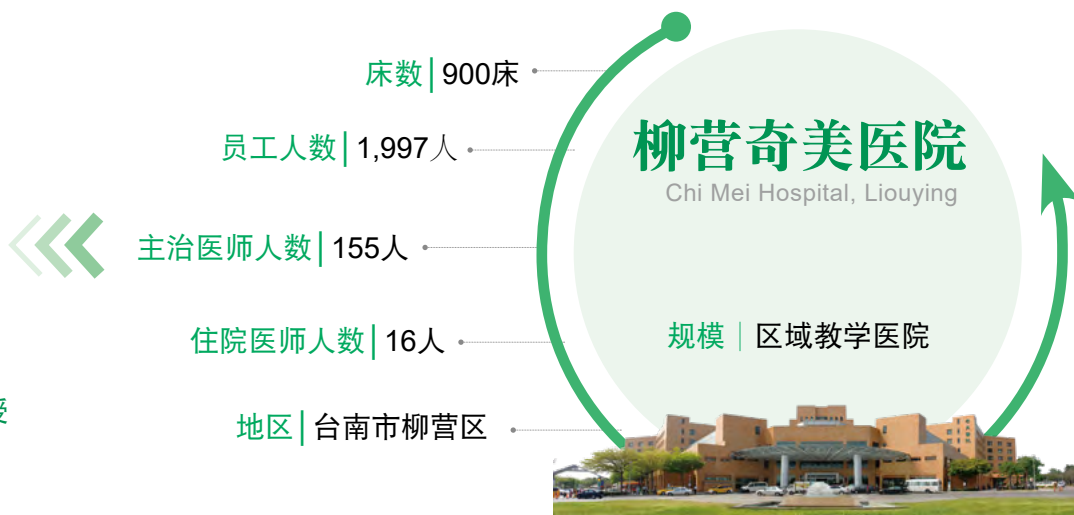 床数 | 900床
员工人数 | 1,997人
主治医师人数 | 155人
住院医师人数 | 16人
地区 | 台南市柳营区
柳营奇美医院
Chi Mei Hospital, Liouying
规模 | 区域教学医院